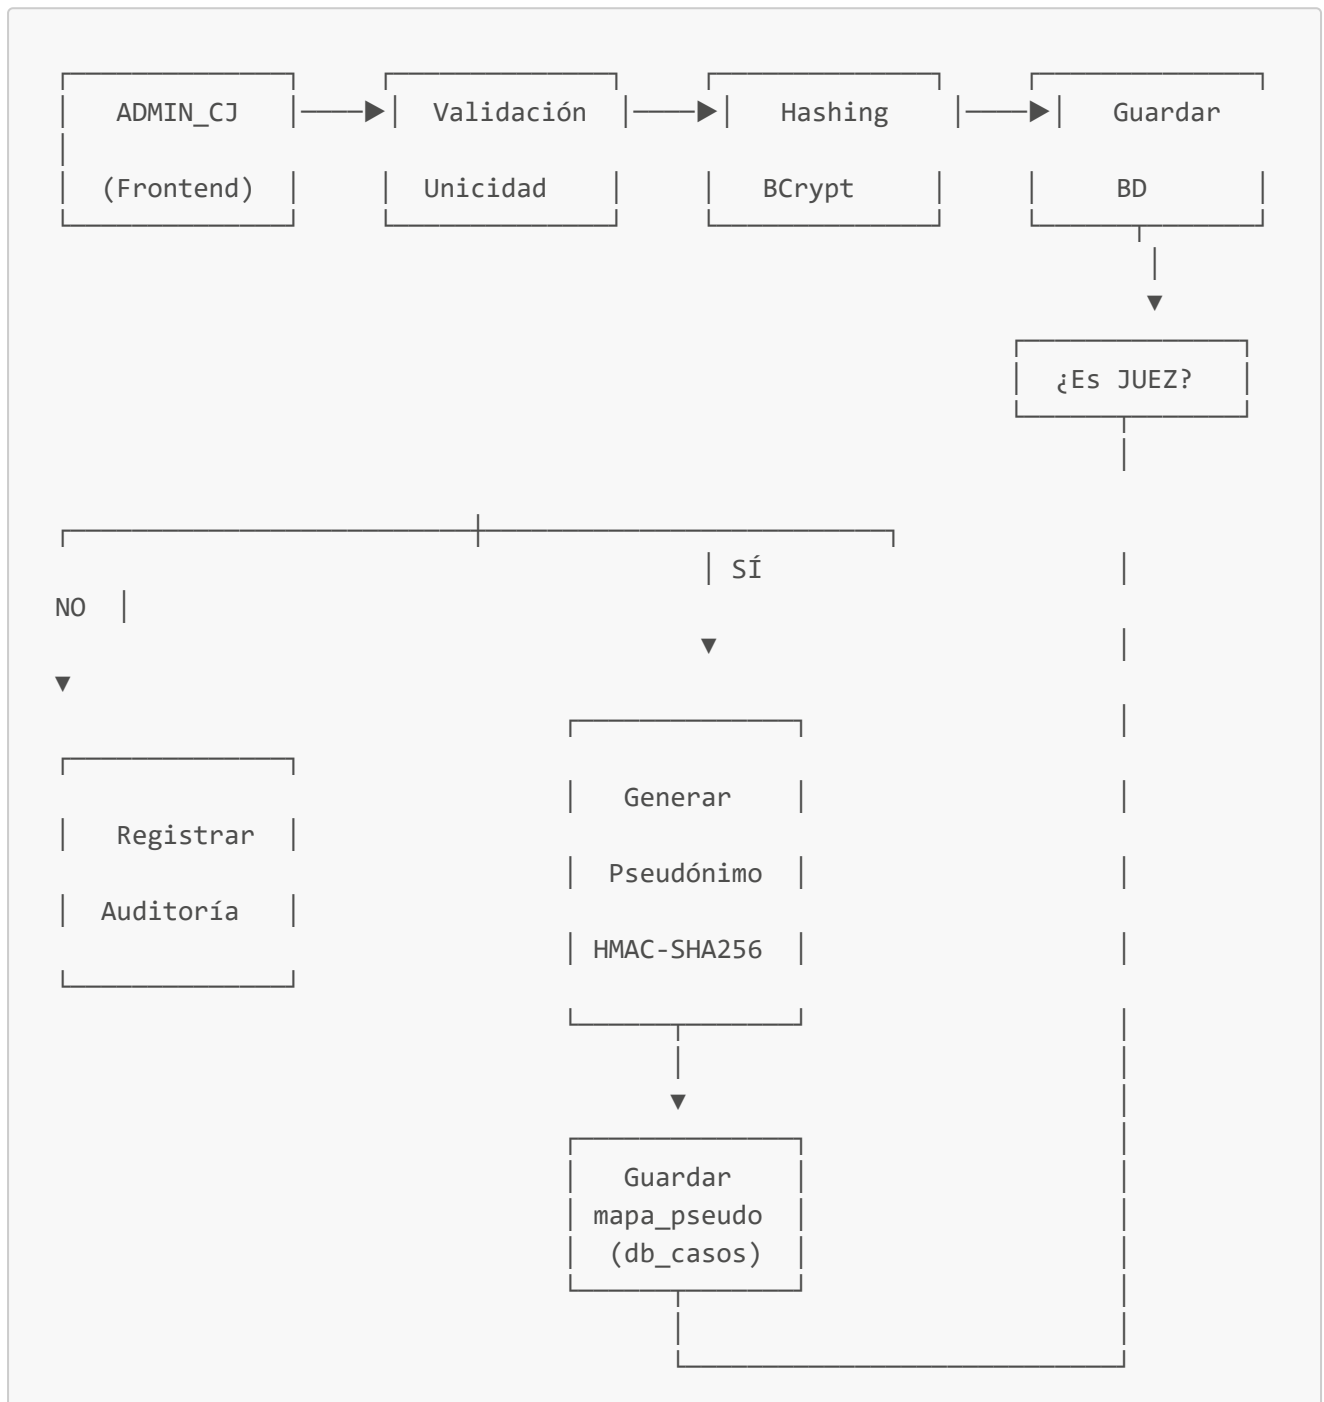 ADMIN_CJ Validación Hashing Guardar
(Frontend) Unicidad BCrypt BD
¿Es JUEZ?
SÍ
NO
Generar
Registrar
Pseudónimo
Auditoría
HMAC-SHA256
Guardar
mapa_pseudo
(db_casos)